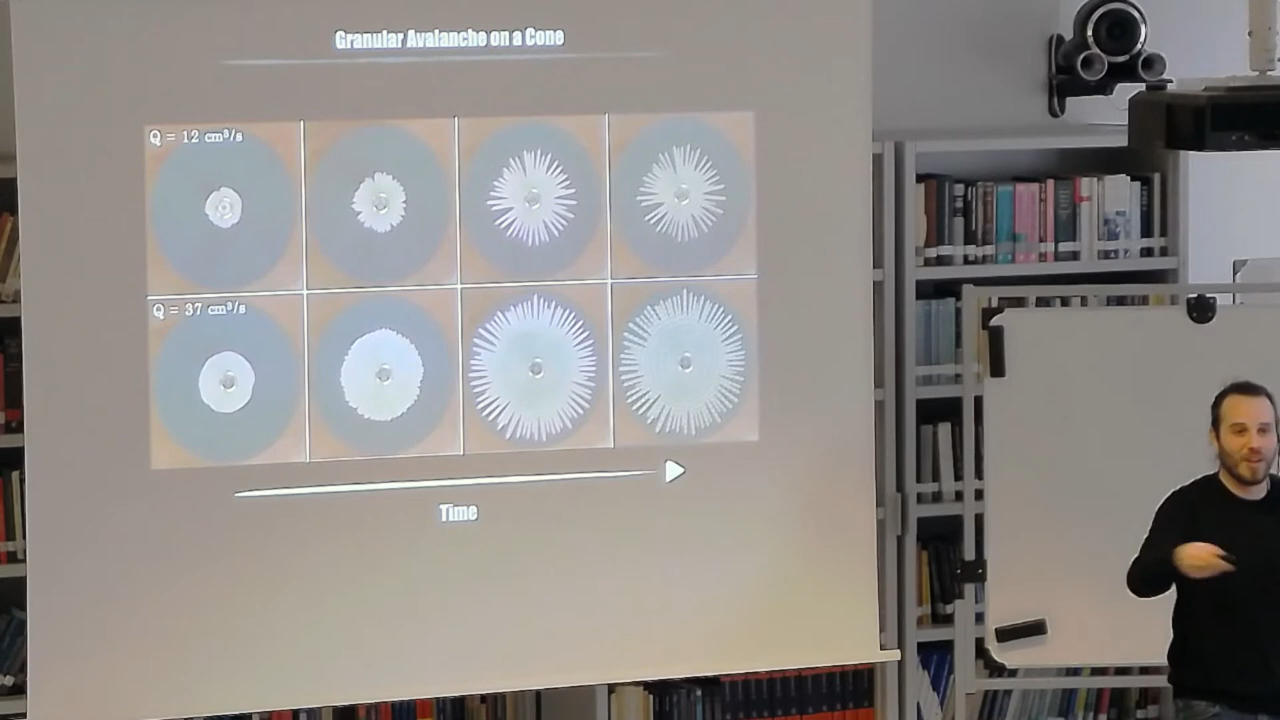 Granular Avalanche on a Cone
Q = 12 cm³/s
Q = 37 cm³/s
Time